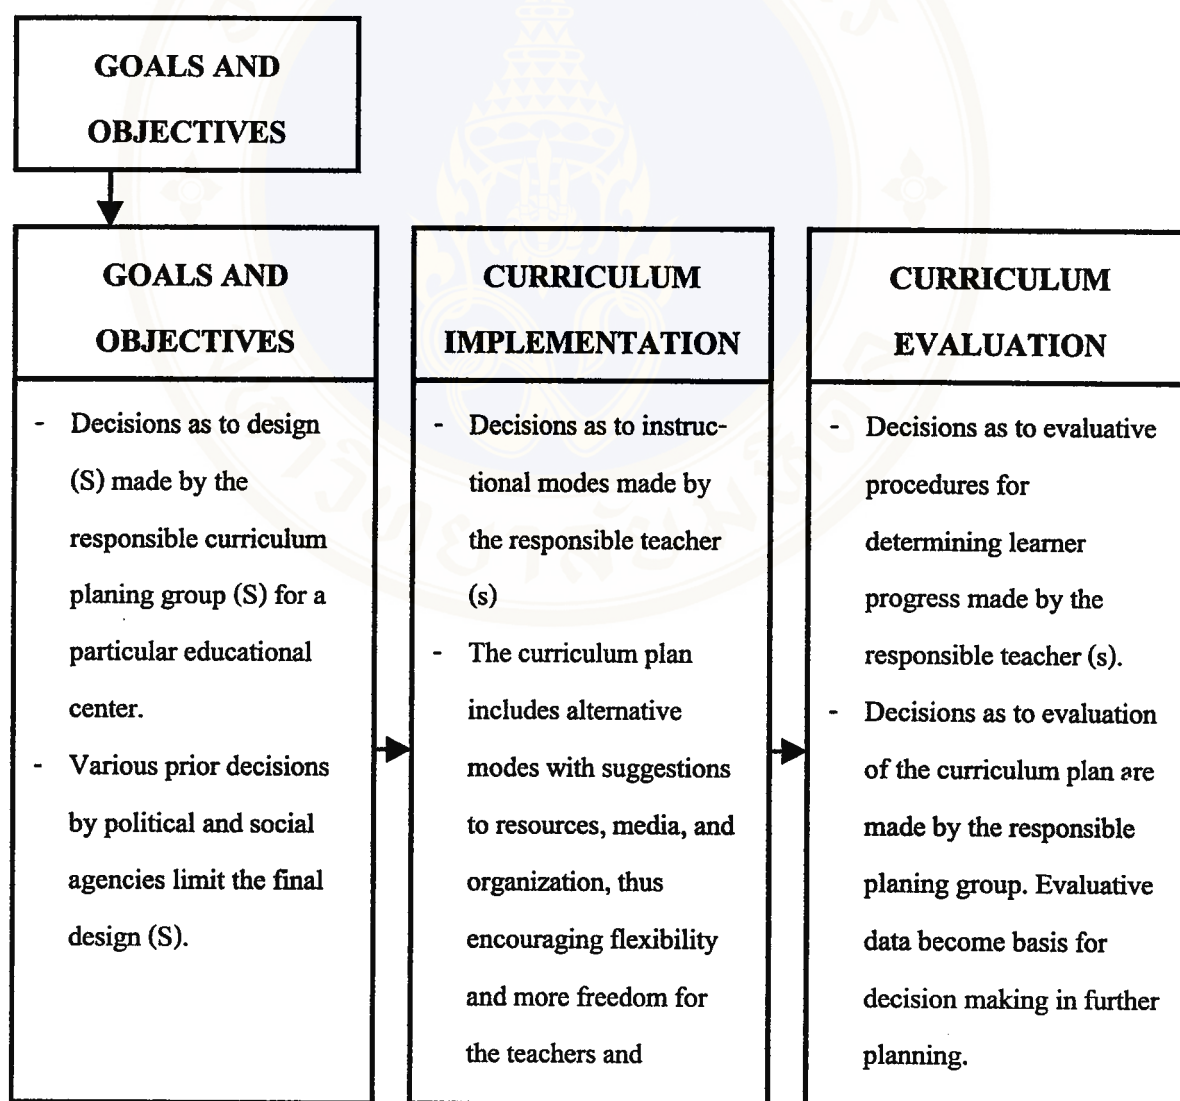 GOALS AND
OBJECTIVES
GOALS AND
OBJECTIVES
- Decisions as to design
(S) made by the
responsible curriculum
planing group (S) for a
particular educational
center.
- Various prior decisions
by political and social
agencies limit the final
design (S).
CURRICULUM
IMPLEMENTATION
- Decisions as to instruc-
tional modes made by
the responsible teacher
(s)
- The curriculum plan
includes alternative
modes with suggestions
to resources, media, and
organization, thus
encouraging flexibility
and more freedom for
the teachers and
CURRICULUM
EVALUATION
- Decisions as to evaluative
procedures for
determining learner
progress made by the
responsible teacher (s).
- Decisions as to evaluation
of the curriculum plan are
made by the responsible
planing group. Evaluative
data become basis for
decision making in further
planning.